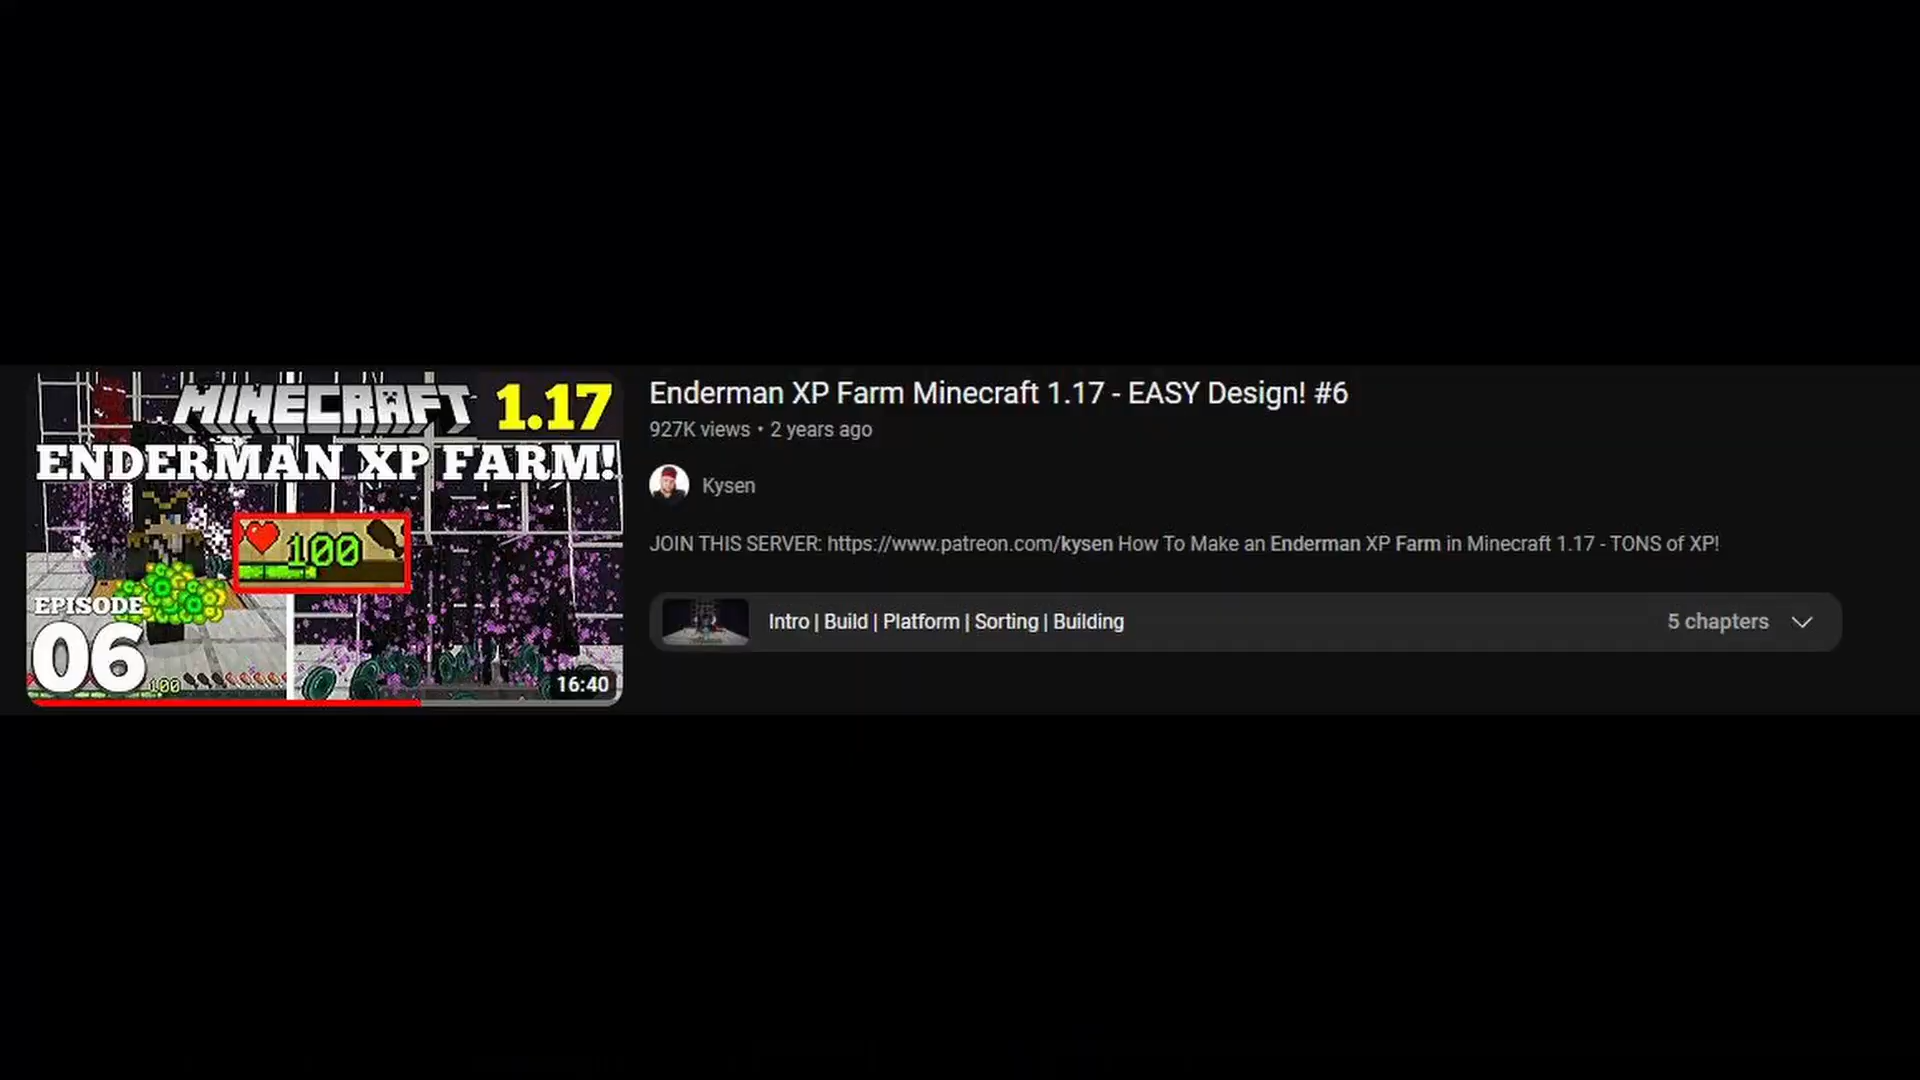 MINECRAFT 1.17
ENDERMAN XP FARM!
100
EPISODE
06
100
16:40
Enderman XP Farm Minecraft 1.17 - EASY Design! #6
927K views • 2 years ago
Kysen
JOIN THIS SERVER: https://www.patreon.com/kysen How To Make an Enderman XP Farm in Minecraft 1.17 - TONS of XP!
Intro | Build | Platform | Sorting | Building
5 chapters